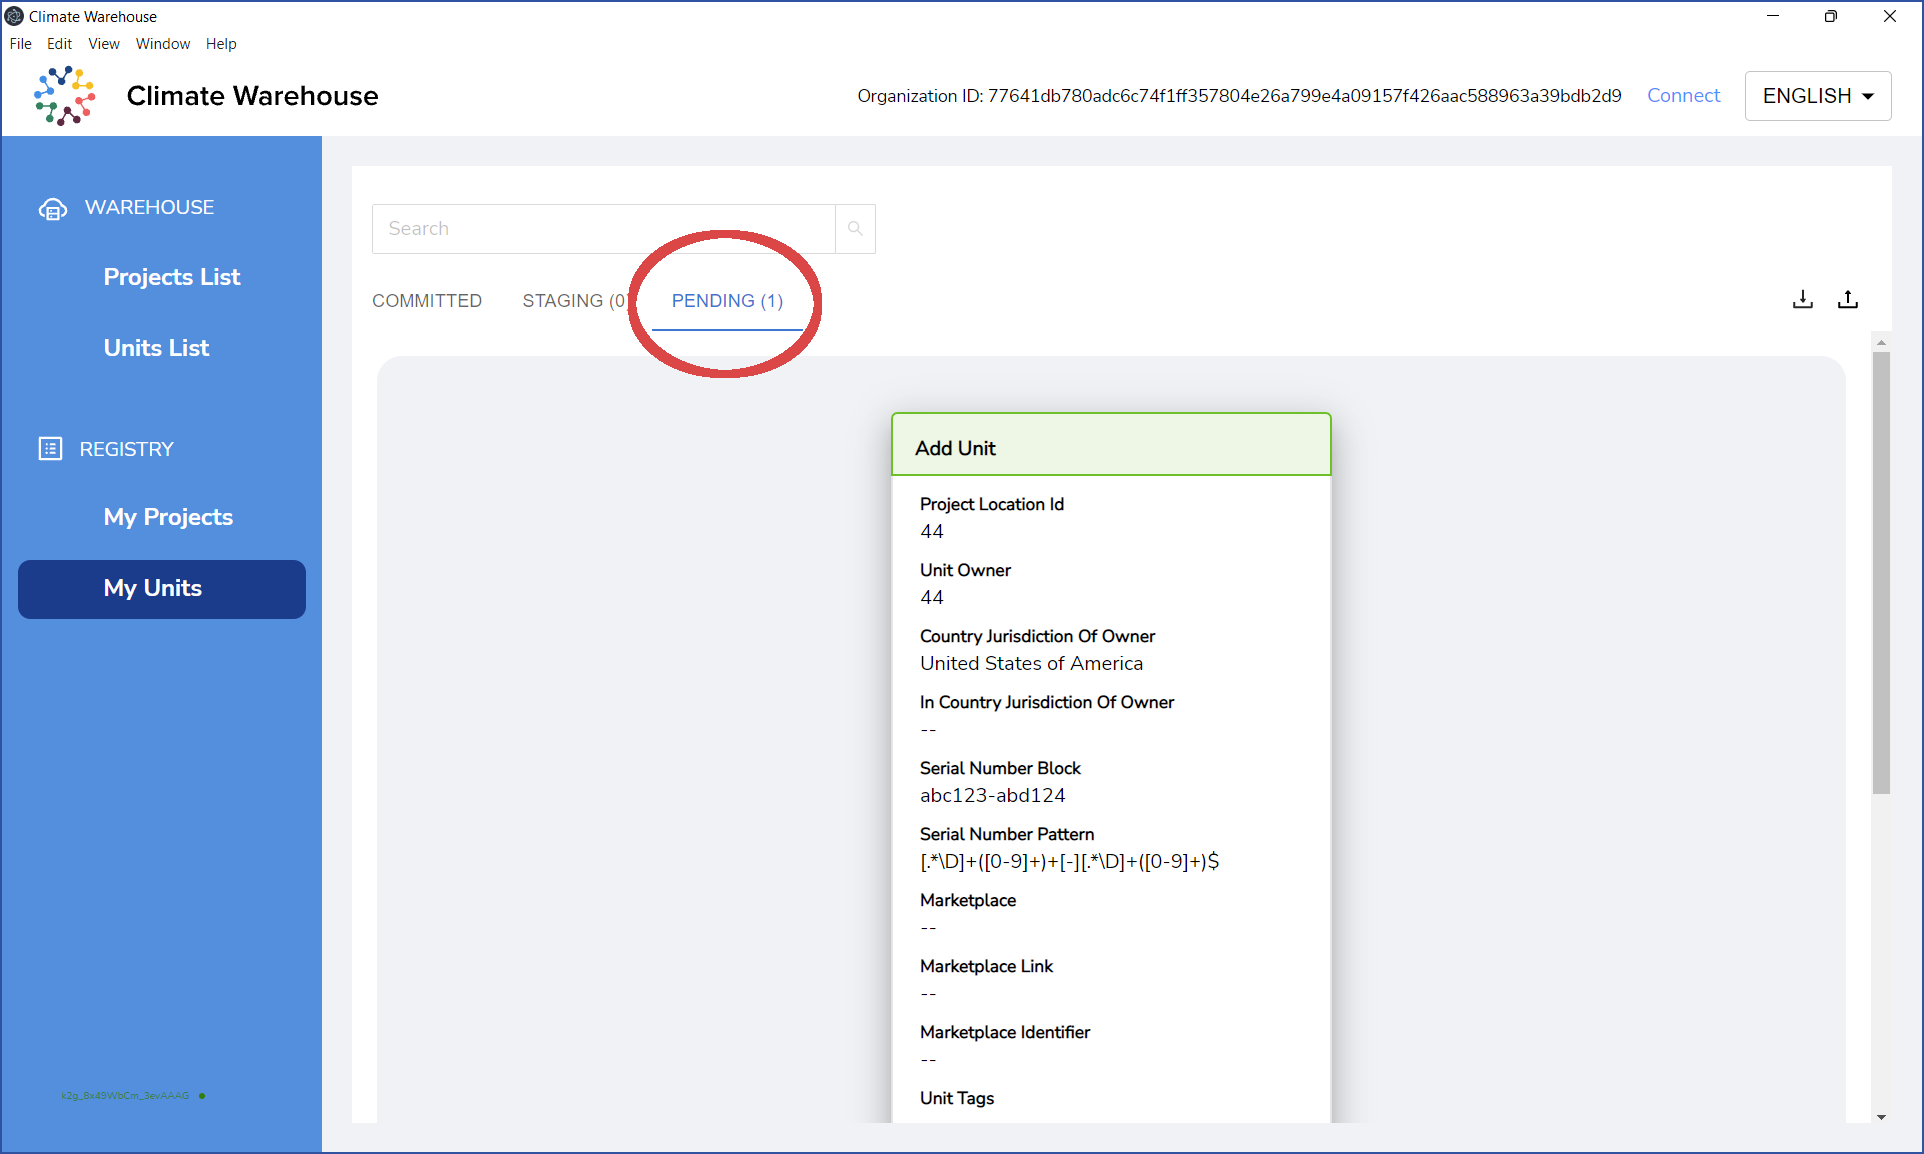 Climate Warehouse
File Edit View Window Help
Climate Warehouse
Organization ID: 77641db780adc6c74f1ff357804e26a799e4a09157f426aac588963a39bdb2d9 Connect ENGLISH
WAREHOUSE
Projects List
Units List
REGISTRY
My Projects
My Units
k2g_8x49WbCm_3evAAAG
Search
COMMITTED STAGING (0 PENDING (1)
Add Unit
Project Location Id
44
Unit Owner
44
Country Jurisdiction Of Owner
United States of America
In Country Jurisdiction Of Owner
--
Serial Number Block
abc123-abd124
Serial Number Pattern
[.*\D]+([0-9]+)+[-][.*\D]+([0-9]+)$
Marketplace
--
Marketplace Link
--
Marketplace Identifier
--
Unit Tags